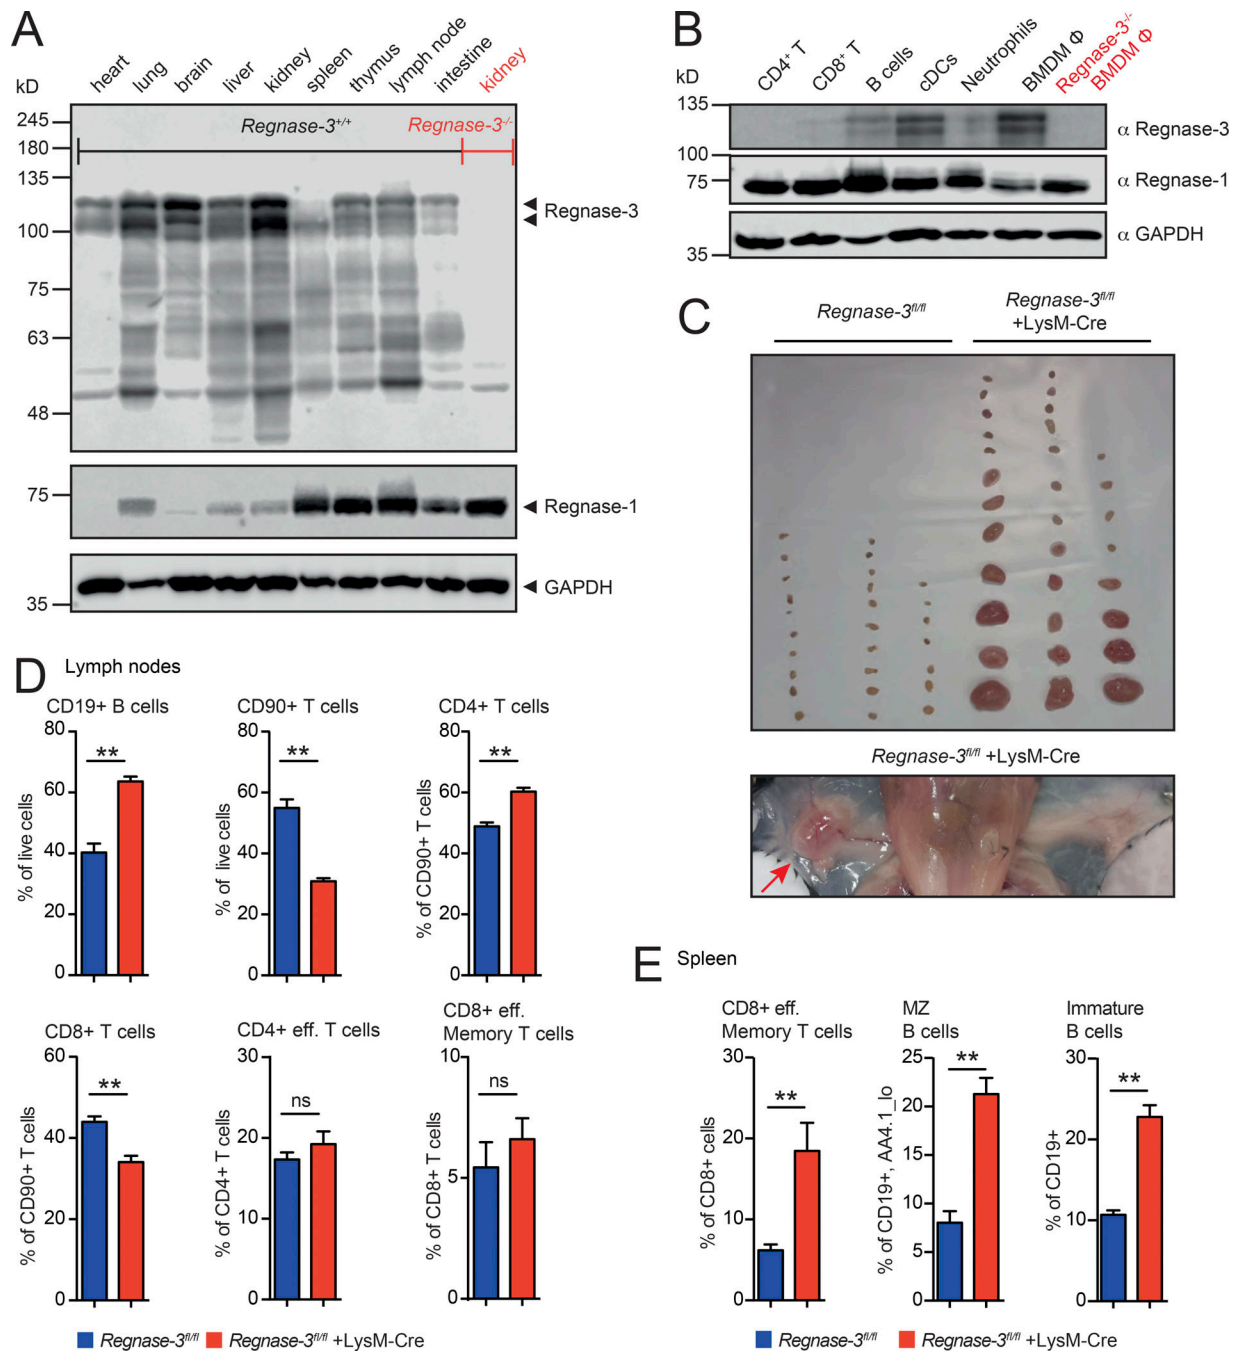 A
heart
lung
brain
liver
kidney
spleen
thymus
lymph node
intestine
kidney
kD
Regnase-3+/+
Regnase-3-/-
245
180
135
100
75
63
48
Regnase-3
75
Regnase-1
35
GAPDH
B
CD4+ T
CD8+ T
B cells
cDCs
Neutrophils
BMDM Φ
Regnase-3-/-
BMDM Φ
kD
135
α Regnase-3
100
75
α Regnase-1
35
α GAPDH
C
Regnase-3fl/fl
Regnase-3fl/fl
+LysM-Cre
Regnase-3fl/fl +LysM-Cre
D Lymph nodes
CD19+ B cells
% of live cells
80
60
40
20
0
**
CD90+ T cells
% of live cells
80
60
40
20
0
**
CD4+ T cells
% of CD90+ T cells
80
60
40
20
0
**
CD8+ T cells
% of CD90+ T cells
60
40
20
0
**
CD4+ eff. T cells
% of CD4+ T cells
30
20
10
0
ns
CD8+ eff.
Memory T cells
% of CD8+ T cells
10
5
0
ns
Regnase-3fl/fl
Regnase-3fl/fl +LysM-Cre
E Spleen
CD8+ eff.
Memory T cells
% of CD8+ cells
30
20
10
0
**
MZ
B cells
% of CD19+, AA4.1_lo
25
20
15
10
5
0
**
Immature
B cells
% of CD19+
30
20
10
0
**
Regnase-3fl/fl
Regnase-3fl/fl +LysM-Cre